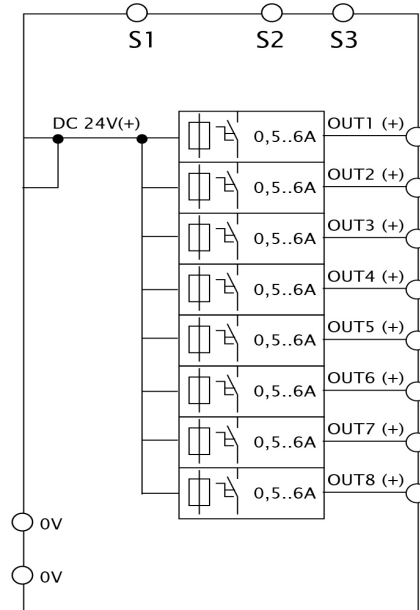 S1 S2 S3
DC 24V(+)
0,5..6A OUT1 (+)
0,5..6A OUT2 (+)
0,5..6A OUT3 (+)
0,5..6A OUT4 (+)
0,5..6A OUT5 (+)
0,5..6A OUT6 (+)
0,5..6A OUT7 (+)
0,5..6A OUT8 (+)
0V
0V